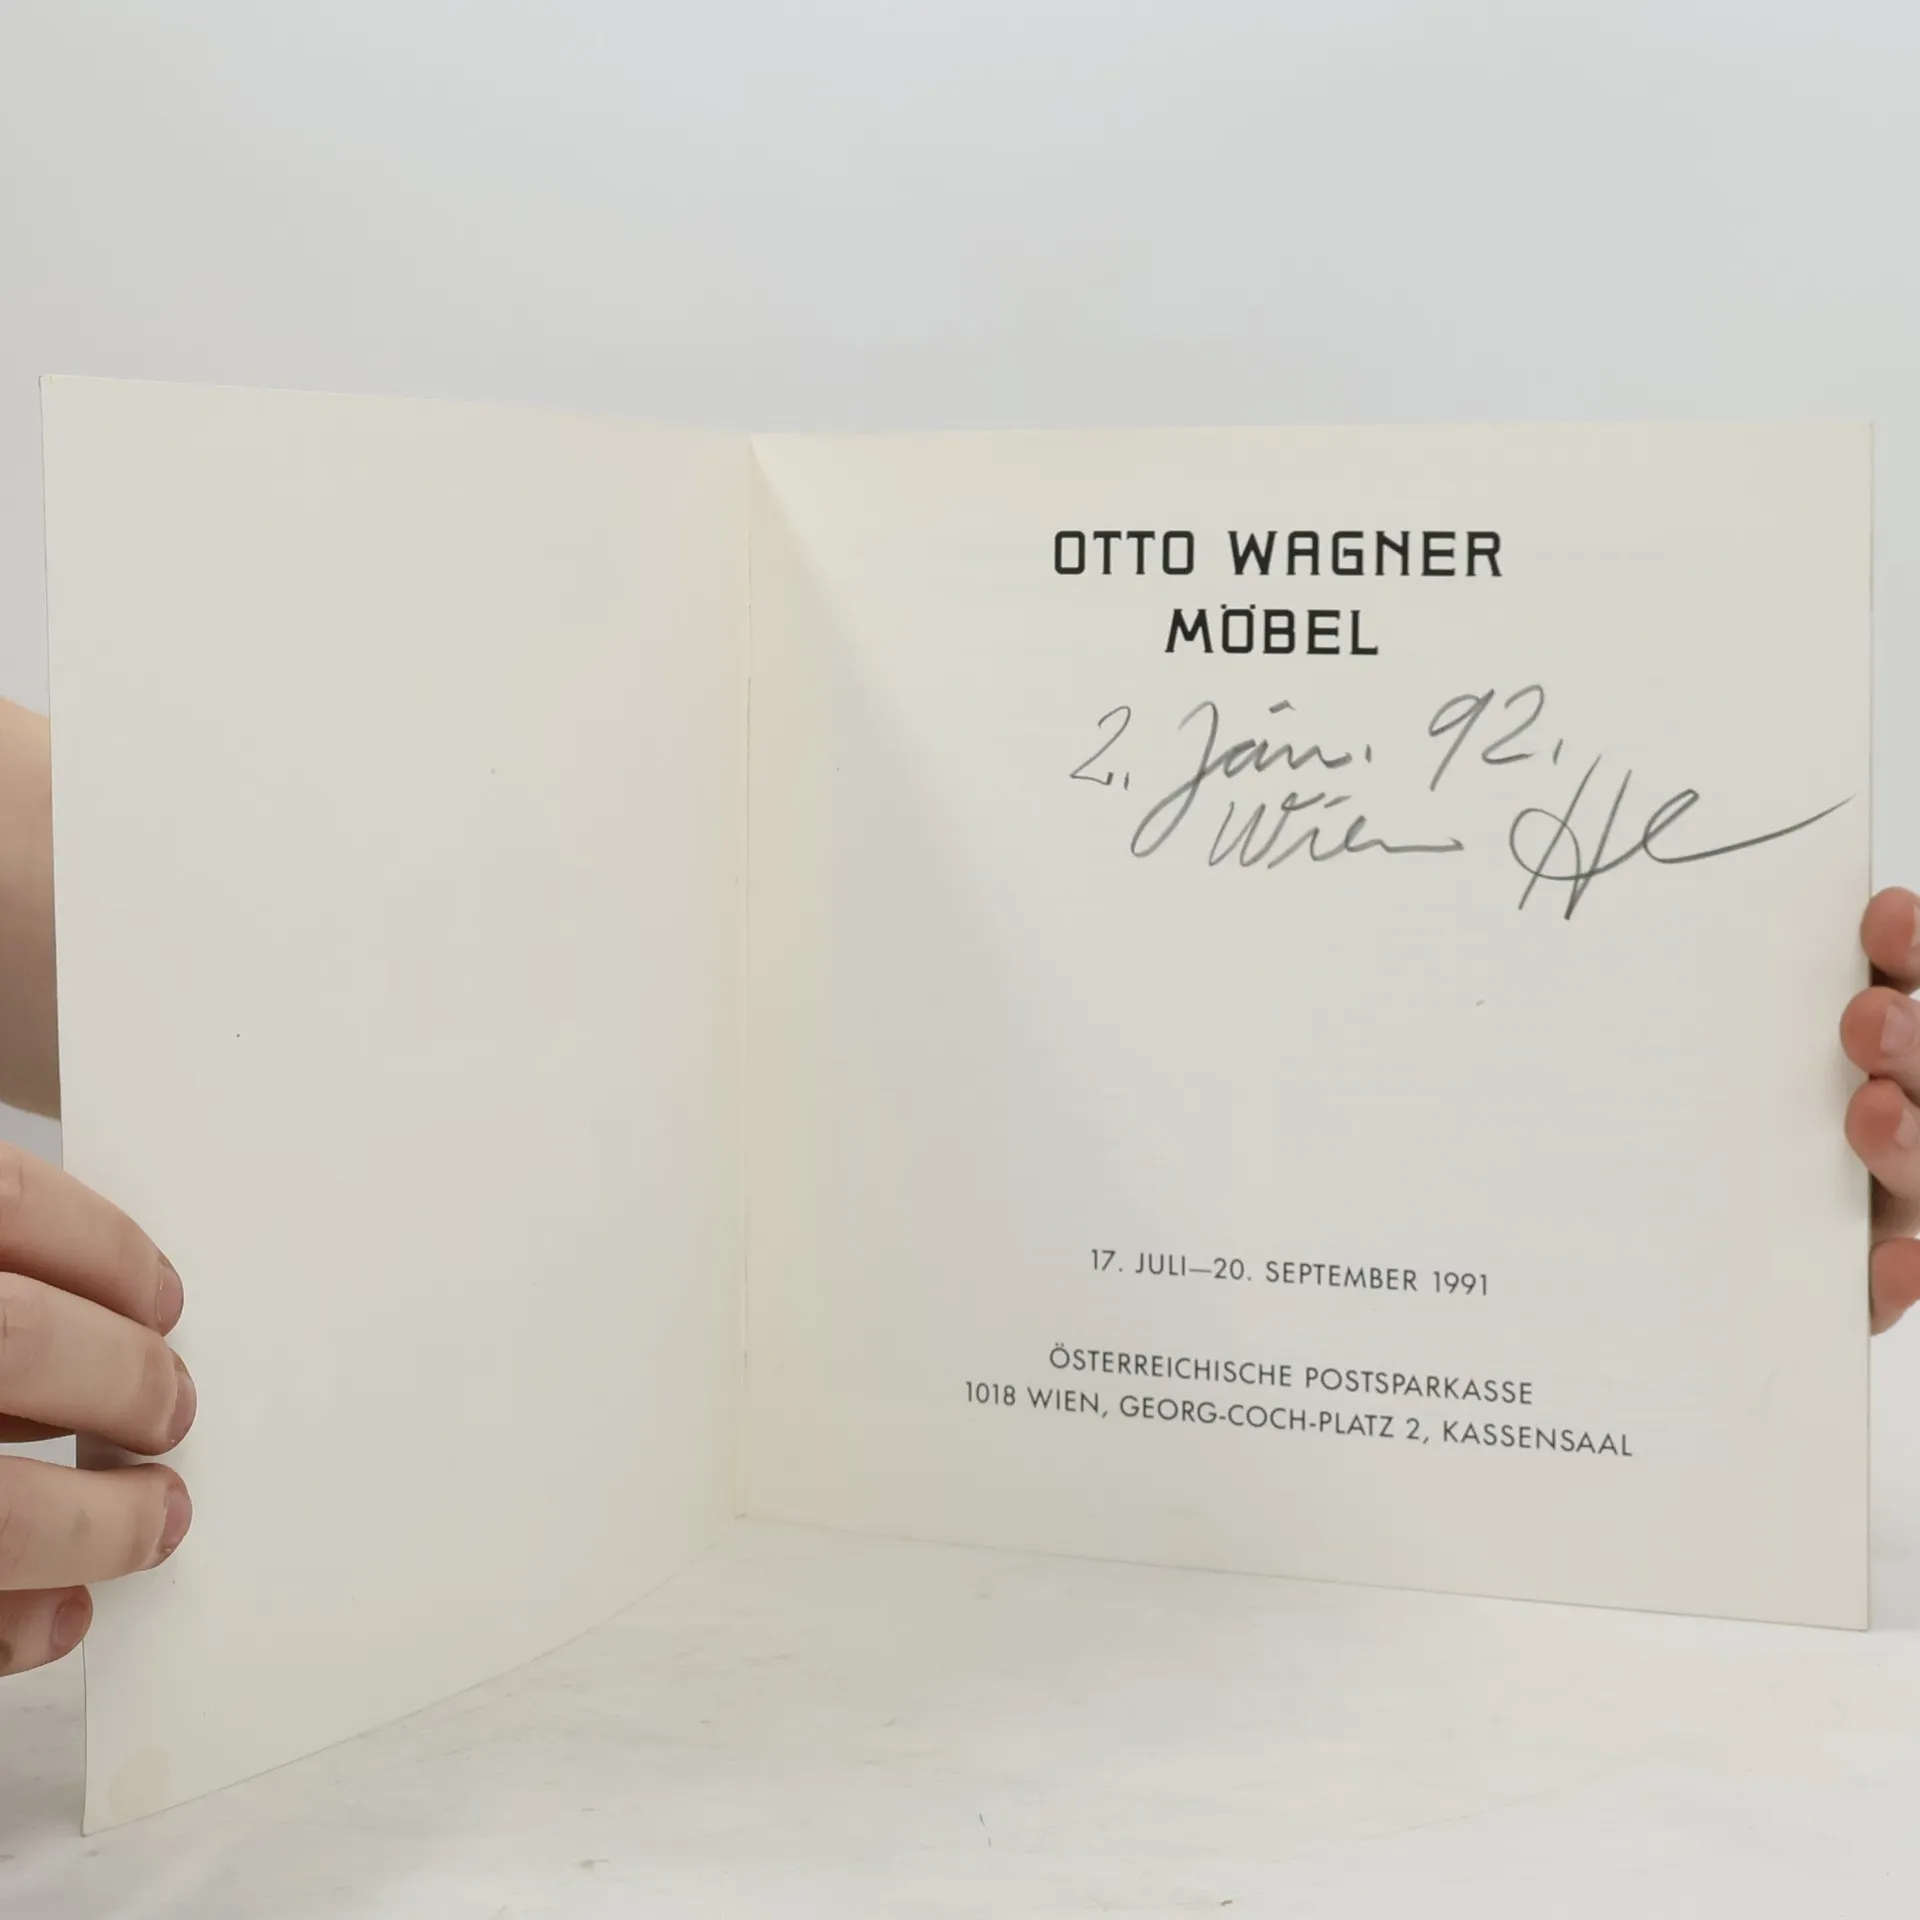 OTTO WAGNER
MÖBEL
2. Jän. 92.
Wien
17. JULI—20. SEPTEMBER 1991
ÖSTERREICHISCHE POSTSPARKASSE
1018 WIEN, GEORG-COCH-PLATZ 2, KASSENSAAL